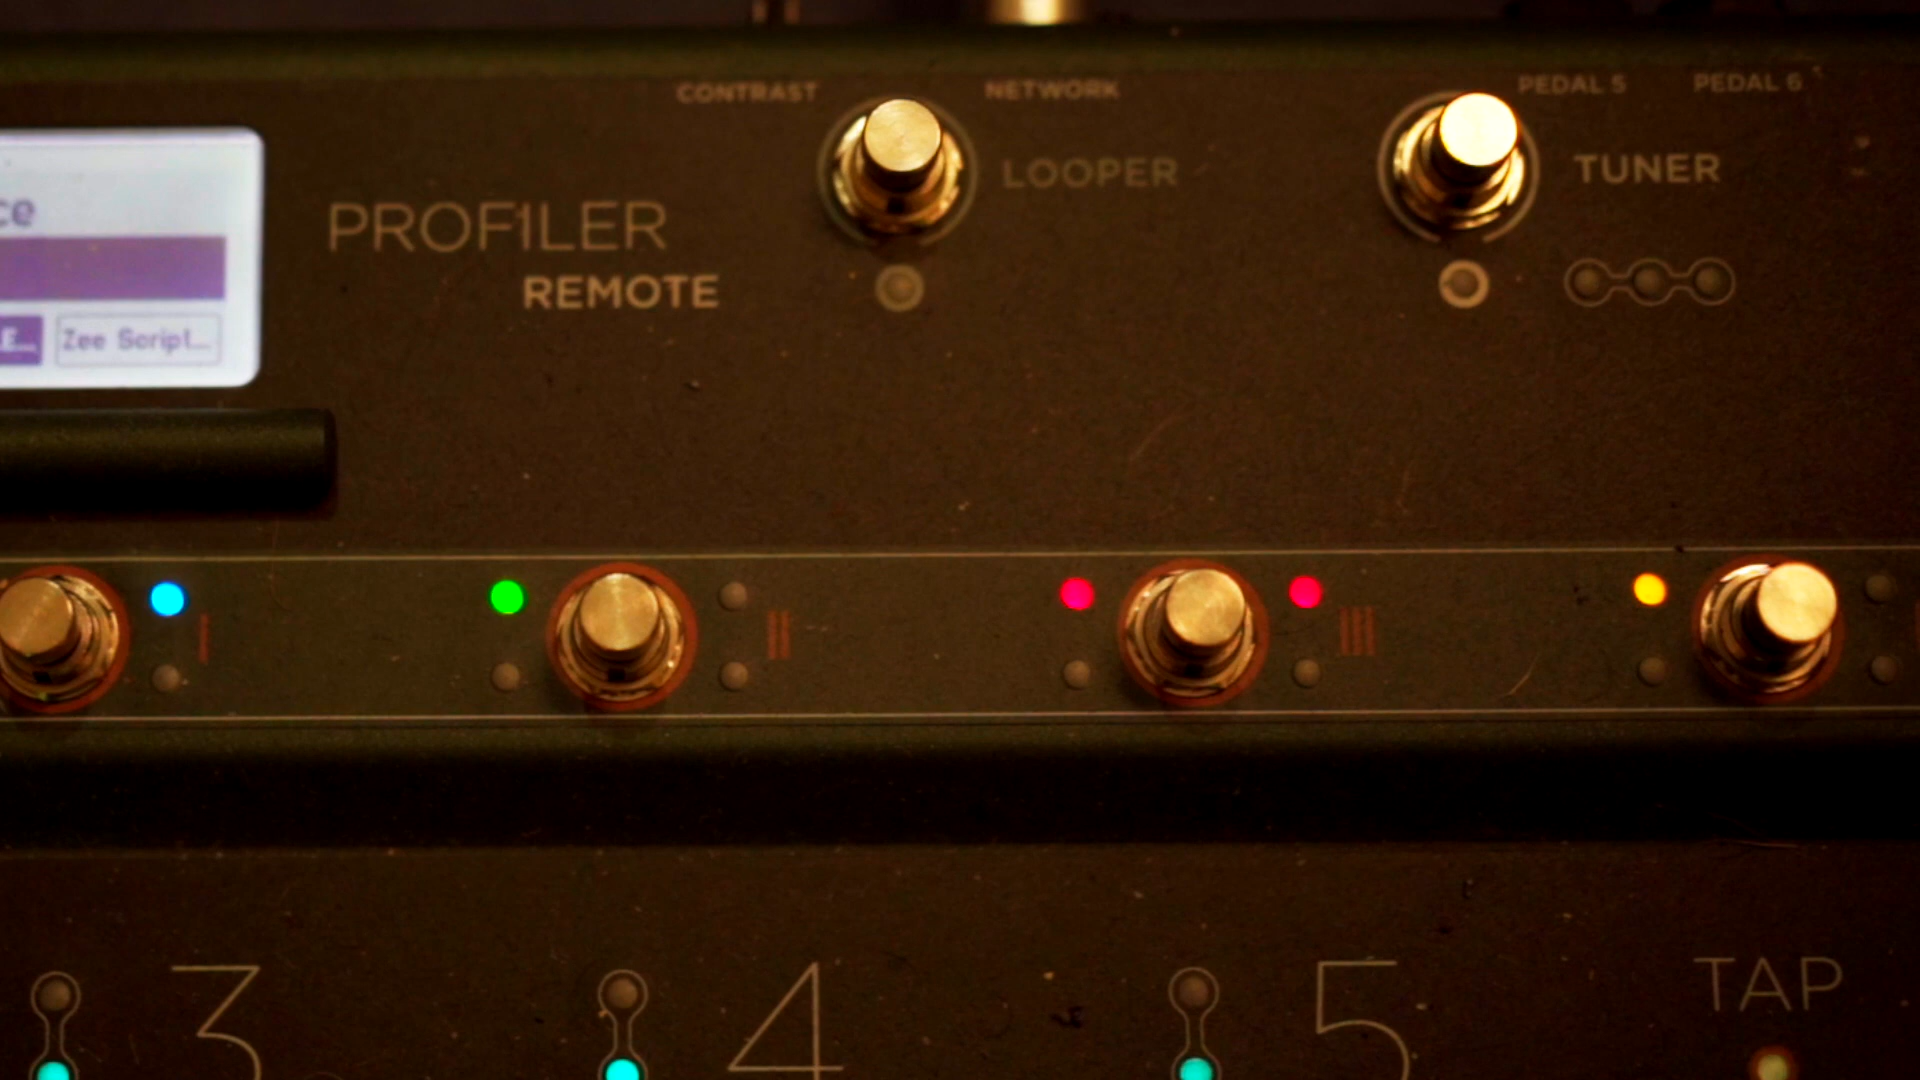 CONTRAST NETWORK PEDAL 5 PEDAL 6
LOOPER TUNER
ce
PROFILER
REMOTE
E... Zee Script...
I II III
3 4 5 TAP